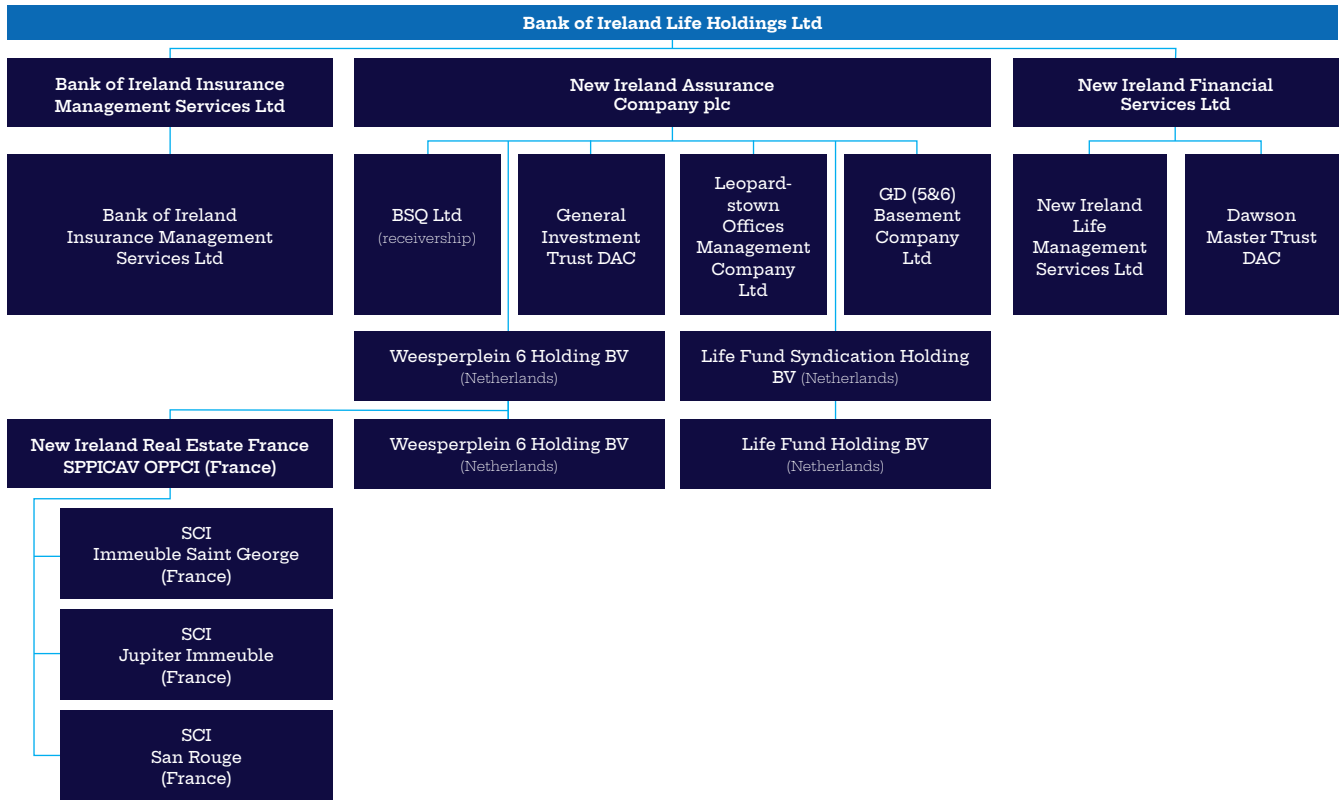 Bank of Ireland Life Holdings Ltd
Bank of Ireland Insurance
Management Services Ltd
New Ireland Assurance
Company plc
New Ireland Financial
Services Ltd
Bank of Ireland
Insurance Management
Services Ltd
BSQ Ltd
(receivership)
General
Investment
Trust DAC
Leopard-
stown
Offices
Management
Company
Ltd
GD (5&6)
Basement
Company
Ltd
New Ireland
Life
Management
Services Ltd
Dawson
Master Trust
DAC
Weesperplein 6 Holding BV
(Netherlands)
Life Fund Syndication Holding
BV (Netherlands)
New Ireland Real Estate France
SPPICAV OPPCI (France)
Weesperplein 6 Holding BV
(Netherlands)
Life Fund Holding BV
(Netherlands)
SCI
Immeuble Saint George
(France)
SCI
Jupiter Immeuble
(France)
SCI
San Rouge
(France)